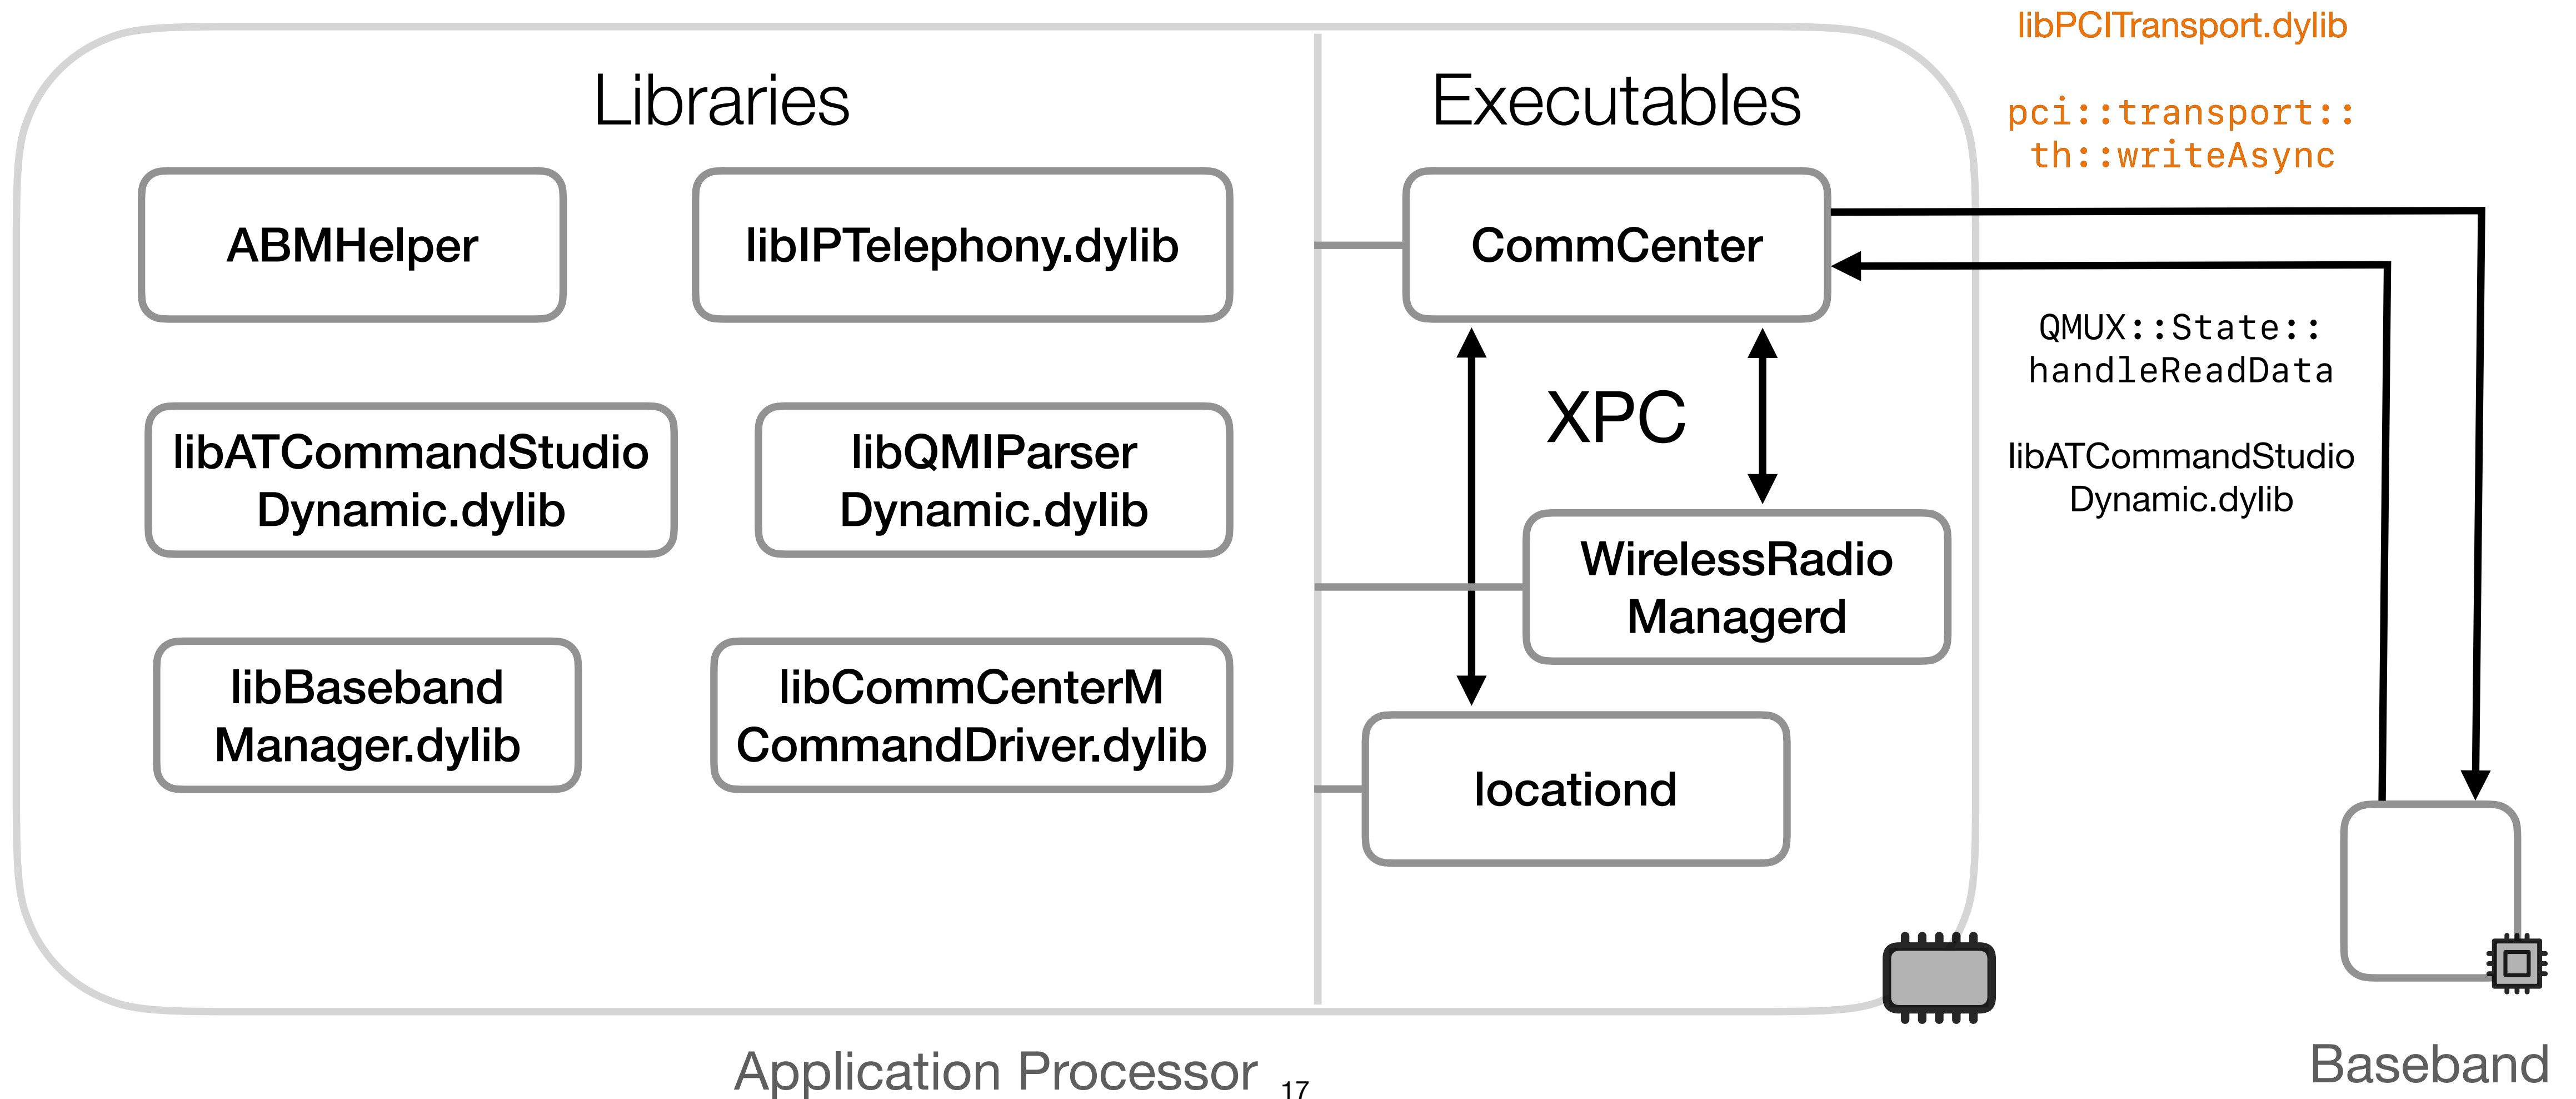 Libraries
ABMHelper
libIPTelephony.dylib
libATCommandStudio
Dynamic.dylib
libQMIParser
Dynamic.dylib
libBaseband
Manager.dylib
libCommCenterM
CommandDriver.dylib
Executables
CommCenter
XPC
WirelessRadio
Managerd
locationd
libPCITransport.dylib
pci::transport::
th::writeAsync
QMUX::State::
handleReadData
libATCommandStudio
Dynamic.dylib
Application Processor
17
Baseband